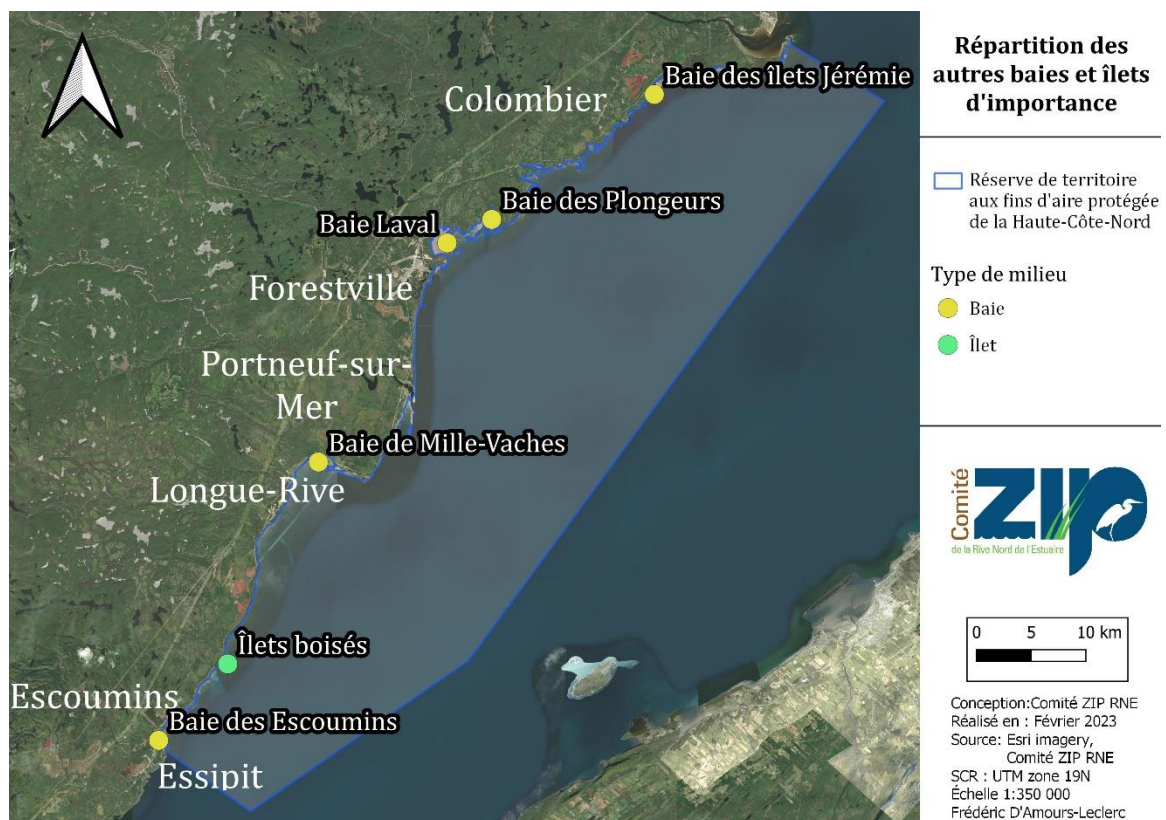 Baie des îlets Jérémie
Colombier
Baie des Plongeurs
Baie Laval
Forestville
Portneuf-sur-
Mer
Baie de Mille-Vaches
Longue-Rive
Îlets boisés
Escoumins
Baie des Escoumins
Essipit
Répartition des
autres baies et îlets
d'importance
Réserve de territoire
aux fins d'aire protégée
de la Haute-Côte-Nord
Type de milieu
Baie
Îlet
Comité
ZIP
de la Rive Nord de l'Estuaire
0 5 10 km
Conception:Comité ZIP RNE
Réalisé en : Février 2023
Source: Esri imagery,
Comité ZIP RNE
SCR : UTM zone 19N
Échelle 1:350 000
Frédéric D'Amours-Leclerc